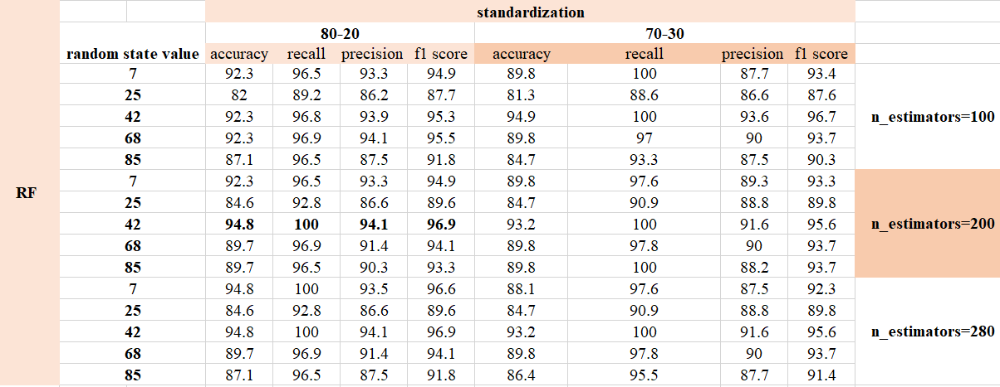 standardization
80-20 70-30
random state value accuracy recall precision f1 score accuracy recall precision f1 score
7 92.3 96.5 93.3 94.9 89.8 100 87.7 93.4
25 82 89.2 86.2 87.7 81.3 88.6 86.6 87.6
42 92.3 96.8 93.9 95.3 94.9 100 93.6 96.7 n_estimators=100
68 92.3 96.9 94.1 95.5 89.8 97 90 93.7
85 87.1 96.5 87.5 91.8 84.7 93.3 87.5 90.3
7 92.3 96.5 93.3 94.9 89.8 97.6 89.3 93.3
RF
25 84.6 92.8 86.6 89.6 84.7 90.9 88.8 89.8
42 94.8 100 94.1 96.9 93.2 100 91.6 95.6 n_estimators=200
68 89.7 96.9 91.4 94.1 89.8 97.8 90 93.7
85 89.7 96.5 90.3 93.3 89.8 100 88.2 93.7
7 94.8 100 93.5 96.6 88.1 97.6 87.5 92.3
25 84.6 92.8 86.6 89.6 84.7 90.9 88.8 89.8
42 94.8 100 94.1 96.9 93.2 100 91.6 95.6 n_estimators=280
68 89.7 96.9 91.4 94.1 89.8 97.8 90 93.7
85 87.1 96.5 87.5 91.8 86.4 95.5 87.7 91.4